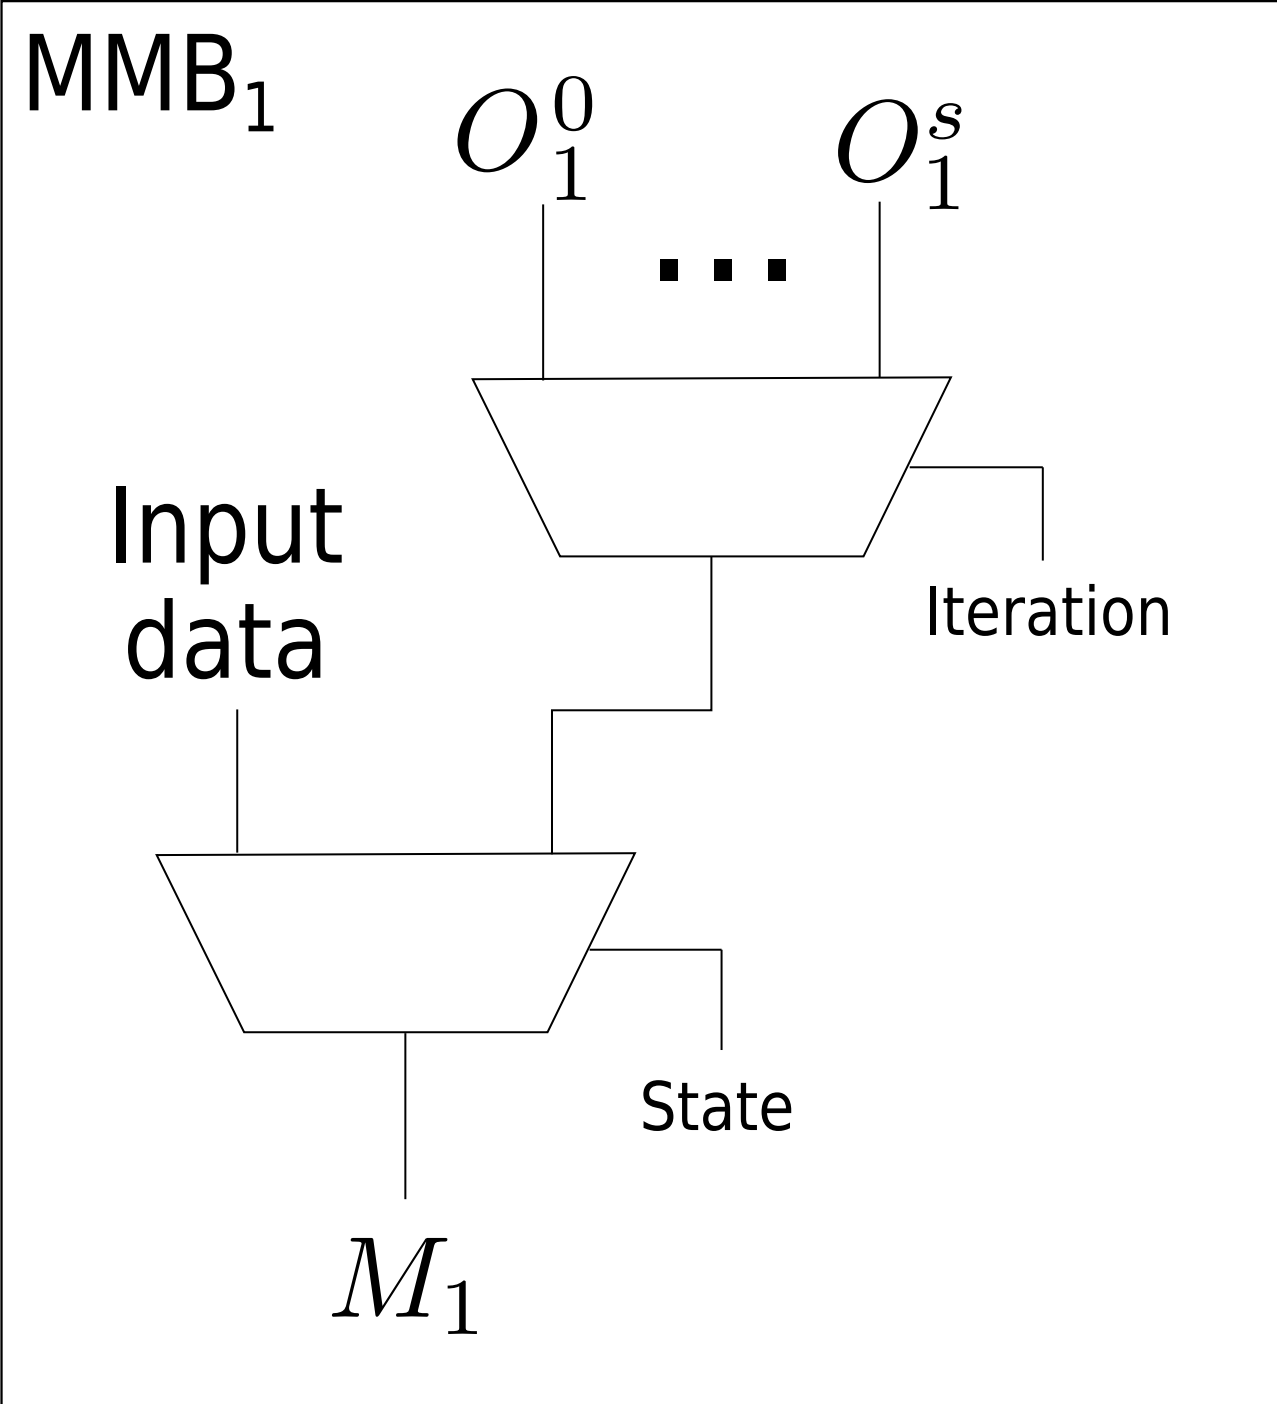 MMB₁
O₁⁰ ... O₁ˢ
Input
data
Iteration
State
M₁